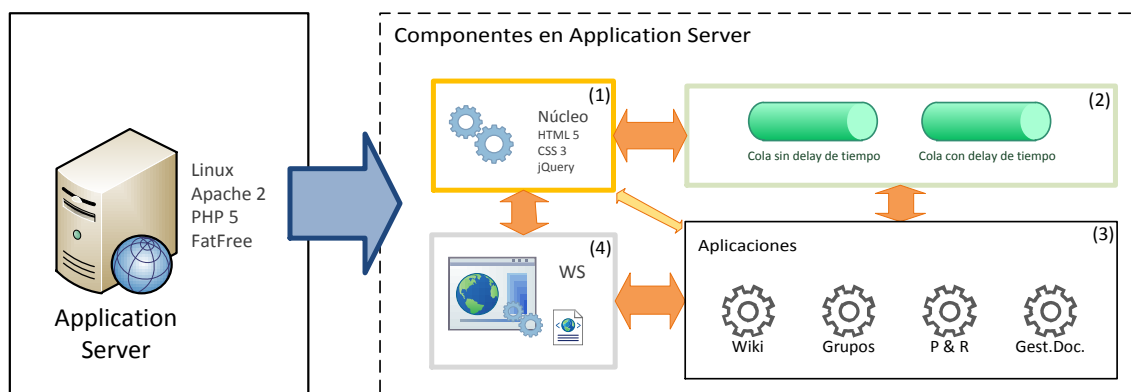 Linux
Apache 2
PHP 5
FatFree
Application
Server
Componentes en Application Server
(1)
Núcleo
HTML 5
CSS 3
jQuery
(2)
Cola sin delay de tiempo
Cola con delay de tiempo
(4)
WS
(3)
Aplicaciones
Wiki
Grupos
P & R
Gest.Doc.